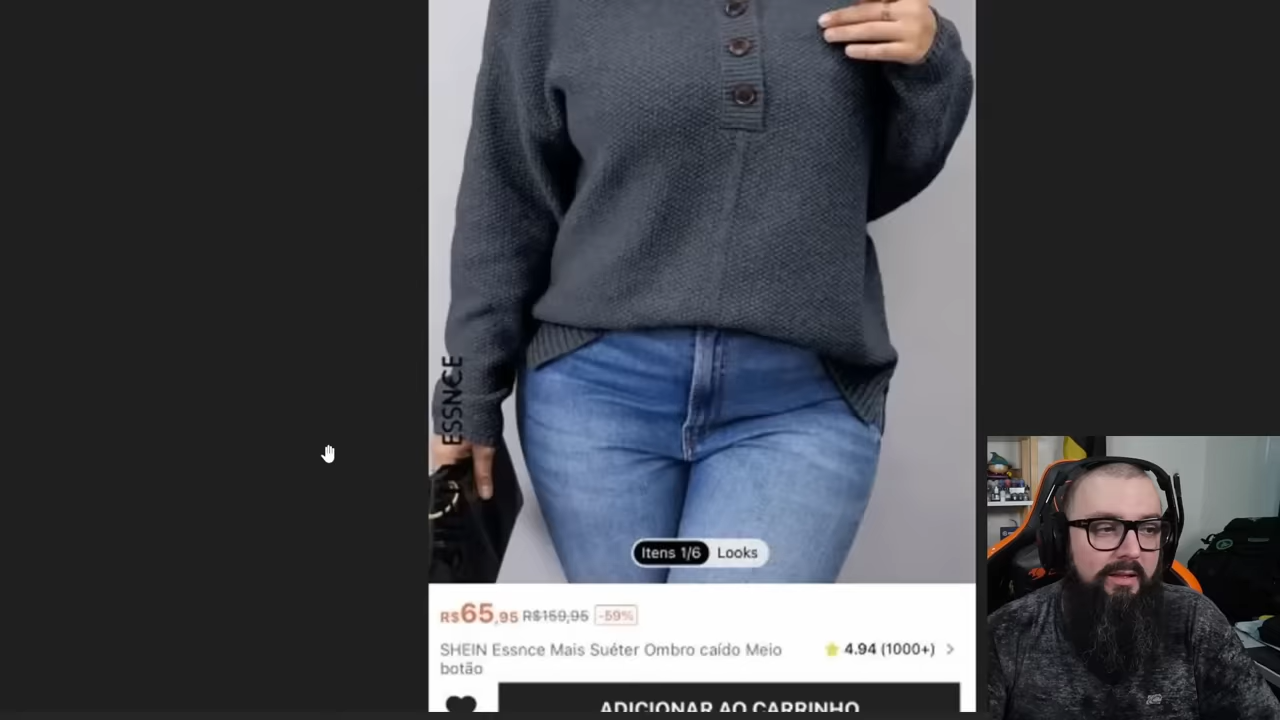 ESSNCE
Itens 1/6 Looks
R$65,95 R$159,95 -59%
SHEIN Essnce Mais Suéter Ombro caído Meio
botão
4.94 (1000+)
ADICIONAR AO CARRINHO